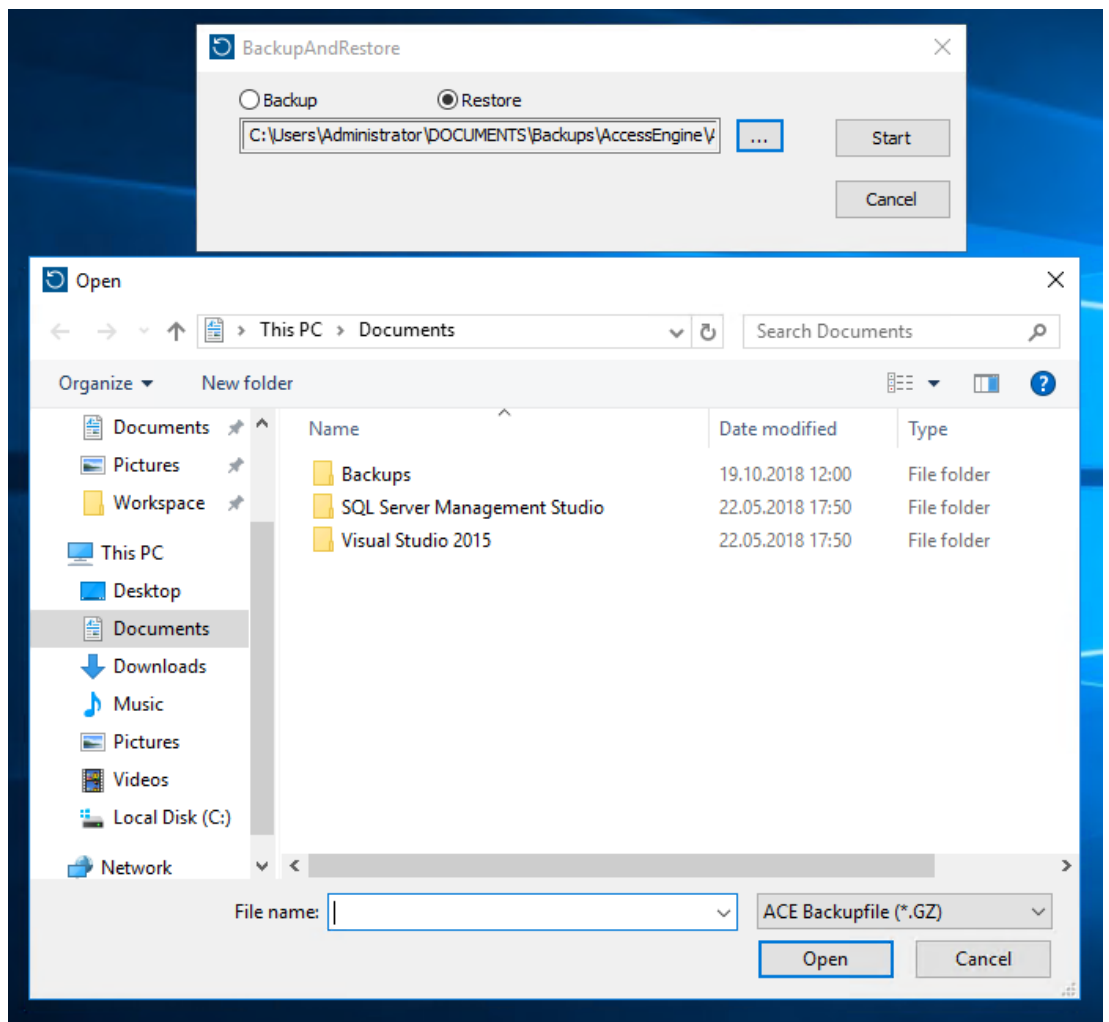 BackupAndRestore
Backup Restore
C:\Users\Administrator\DOCUMENTS\Backups\AccessEngine\ ... Start
Cancel
Open
This PC > Documents Search Documents
Organize New folder
Documents Name Date modified Type
Pictures Backups 19.10.2018 12:00 File folder
Workspace SQL Server Management Studio 22.05.2018 17:50 File folder
This PC Visual Studio 2015 22.05.2018 17:50 File folder
Desktop
Documents
Downloads
Music
Pictures
Videos
Local Disk (C:)
Network
File name: ACE Backupfile (*.GZ)
Open Cancel